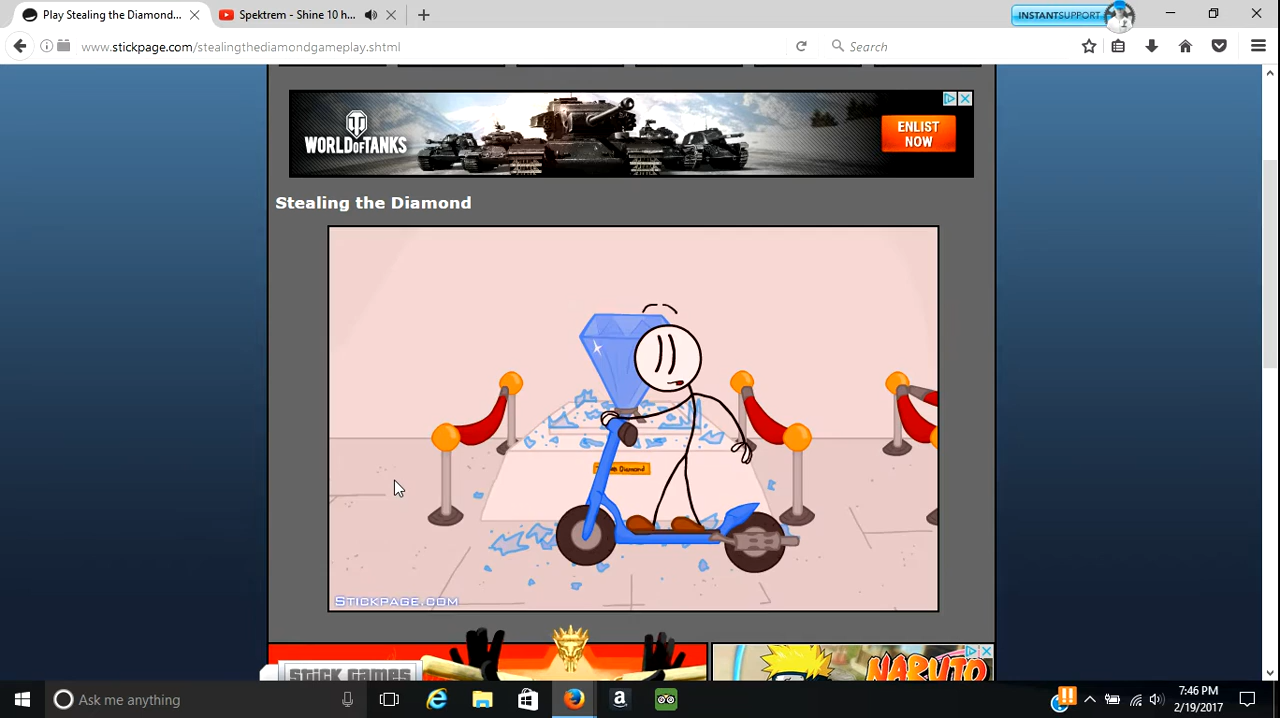 Play Stealing the Diamond...
Spektrem - Shine 10 h...
INSTANTSUPPORT
www.stickpage.com/stealingthediamondgameplay.shtml
Search
WORLD OF TANKS
ENLIST NOW
Stealing the Diamond
Diamond
STICKPAGE.COM
STICK GAMES
NARUTO
Ask me anything
7:46 PM
2/19/2017